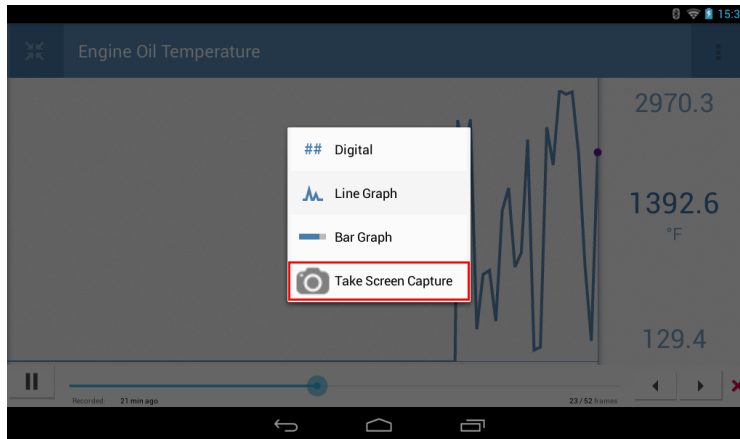 15:3
Engine Oil Temperature
2970.3
## Digital
Line Graph
1392.6
°F
Bar Graph
Take Screen Capture
129.4
Recorded: 21 min ago
23 / 52 frames